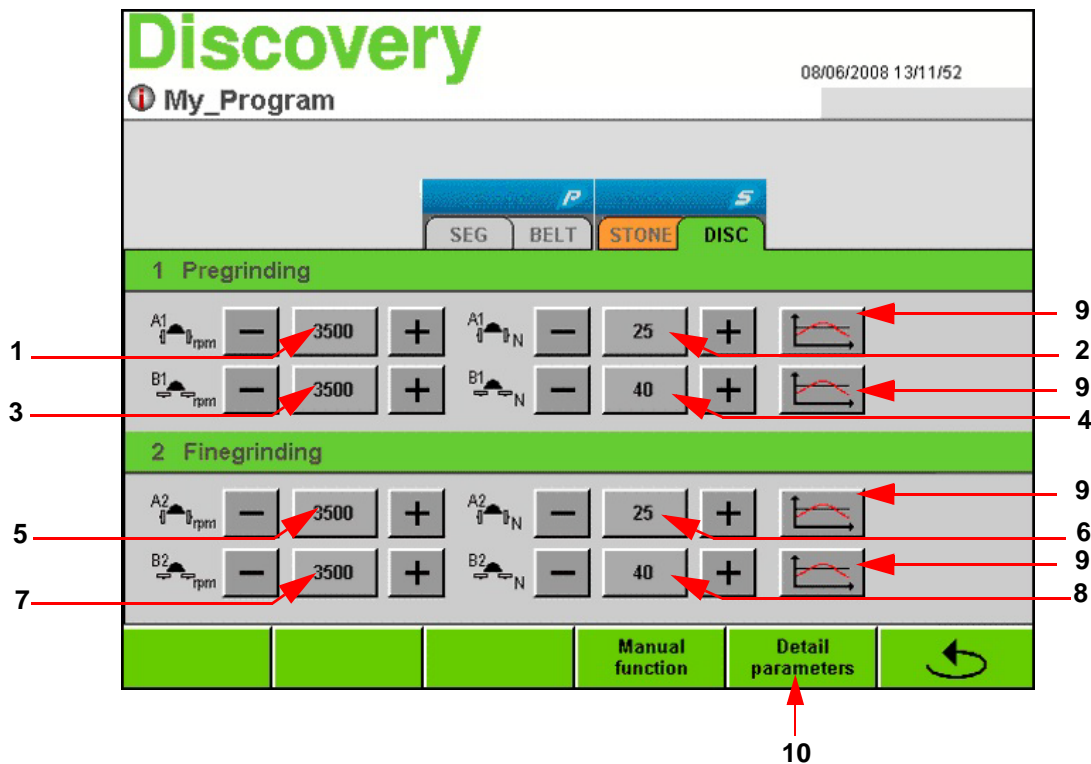 Discovery
08/06/2008 13/11/52
i My_Program
P S
SEG BELT STONE DISC
1 Pregrinding
A1 rpm − 3500 + A1 N − 25 + 9
1 2
B1 rpm − 3500 + B1 N − 40 + 9
3 4
2 Finegrinding
A2 rpm − 3500 + A2 N − 25 + 9
5 6
B2 rpm − 3500 + B2 N − 40 + 9
7 8
Manual Detail
function parameters
10